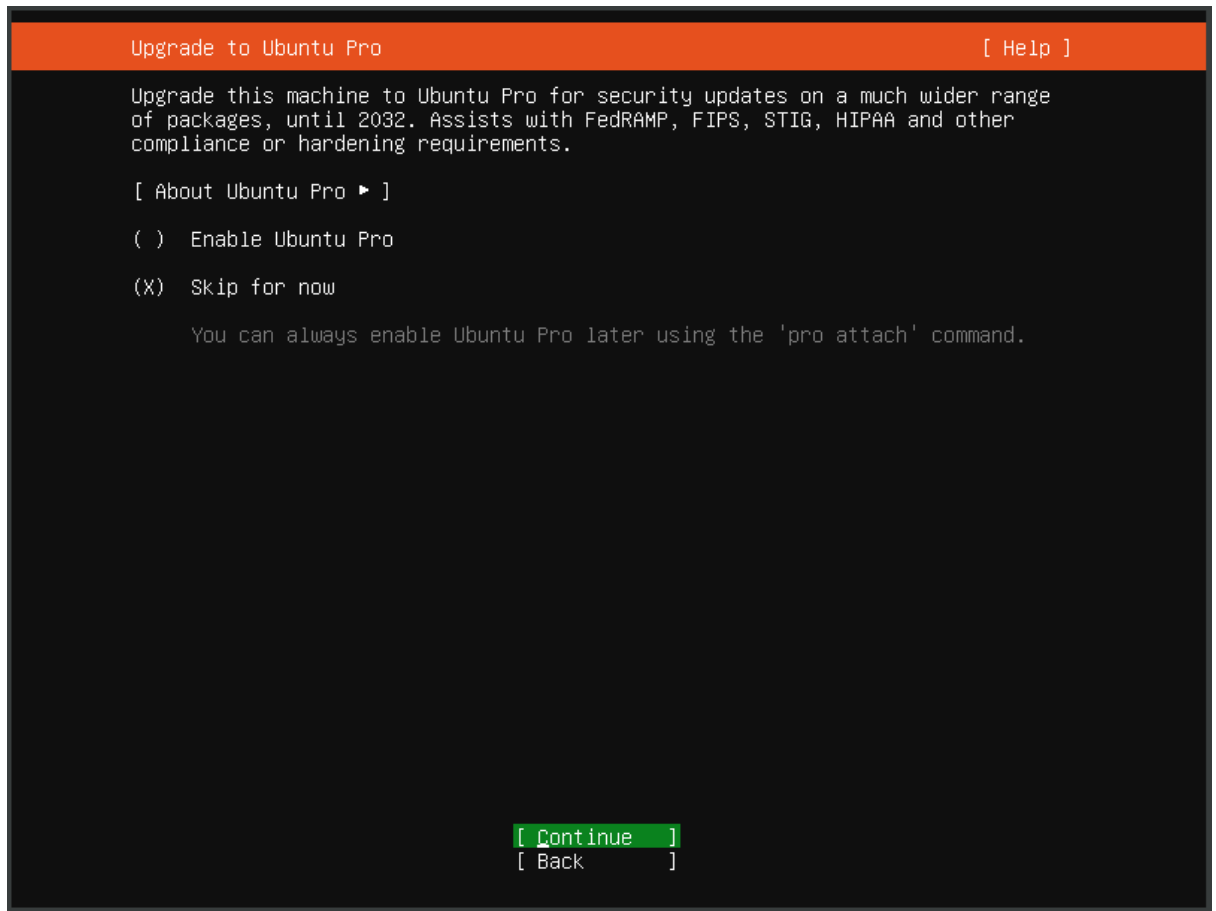 Upgrade to Ubuntu Pro [ Help ]
Upgrade this machine to Ubuntu Pro for security updates on a much wider range
of packages, until 2032. Assists with FedRAMP, FIPS, STIG, HIPAA and other
compliance or hardening requirements.
[ About Ubuntu Pro ► ]
( ) Enable Ubuntu Pro
(X) Skip for now
You can always enable Ubuntu Pro later using the 'pro attach' command.
[ Continue ]
[ Back ]